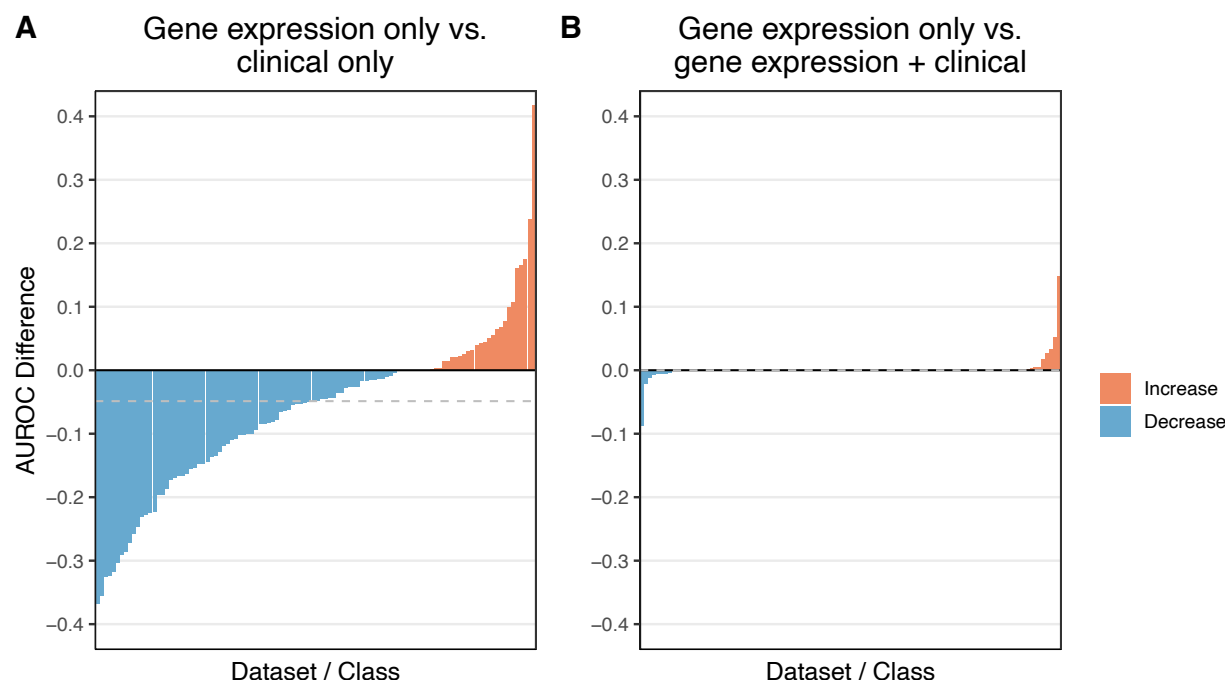 A
Gene expression only vs.
clinical only
B
Gene expression only vs.
gene expression + clinical
AUROC Difference
0.4
0.3
0.2
0.1
0.0
−0.1
−0.2
−0.3
−0.4
Dataset / Class
0.4
0.3
0.2
0.1
0.0
−0.1
−0.2
−0.3
−0.4
Dataset / Class
Increase
Decrease